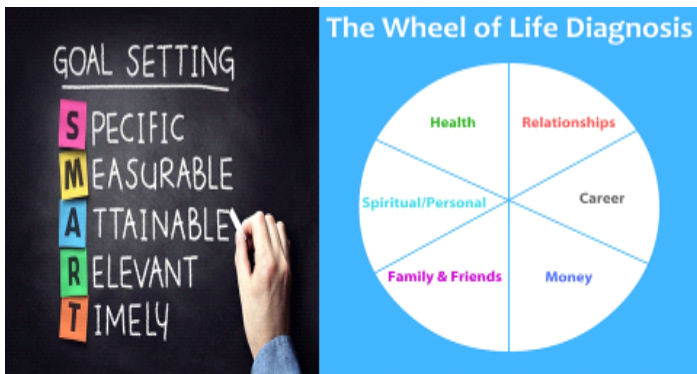 GOAL SETTING
SPECIFIC
MEASURABLE
ATTAINABLE
RELEVANT
TIMELY
The Wheel of Life Diagnosis
Health
Relationships
Spiritual/Personal
Career
Family & Friends
Money